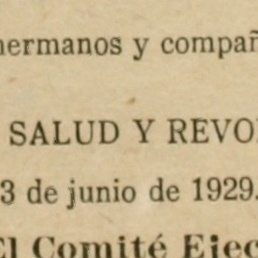 hermanos y compañ
SALUD Y REVO
3 de junio de 1929.
El Comité Ejec